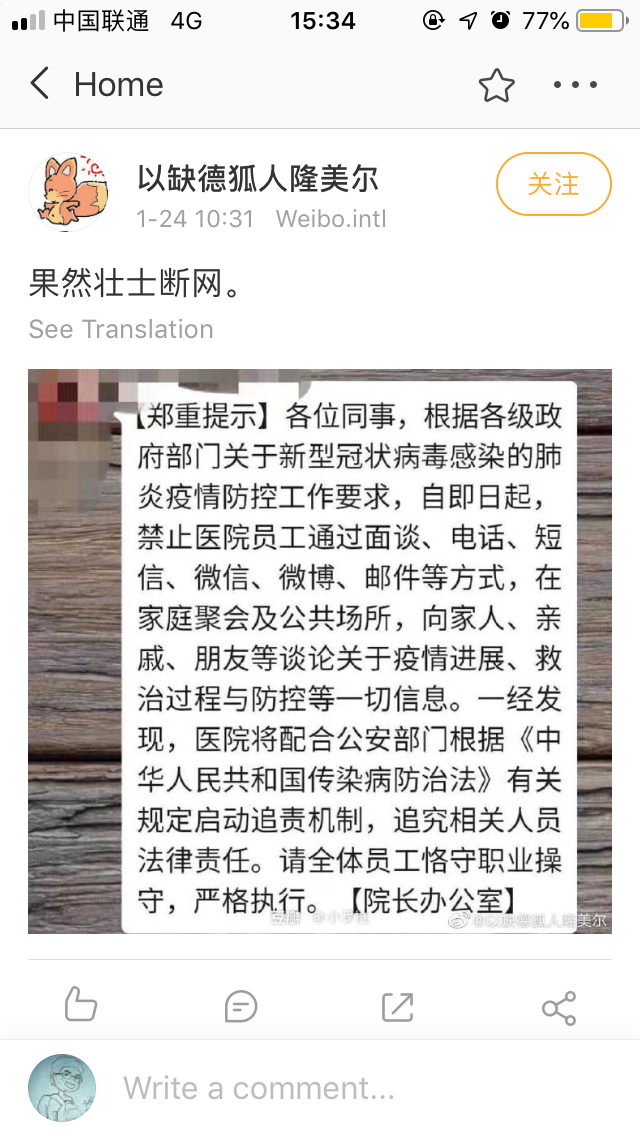 中国联通 4G 15:34 77%
Home
以缺德狐人隆美尔
关注
1-24 10:31 Weibo.intl
果然壮士断网。
See Translation
【郑重提示】各位同事，根据各级政
府部门关于新型冠状病毒感染的肺
炎疫情防控工作要求，自即日起，
禁止医院员工通过面谈、电话、短
信、微信、微博、邮件等方式，在
家庭聚会及公共场所，向家人、亲
戚、朋友等谈论关于疫情进展、救
治过程与防控等一切信息。一经发
现，医院将配合公安部门根据《中
华人民共和国传染病防治法》有关
规定启动追责机制，追究相关人员
法律责任。请全体员工恪守职业操
守，严格执行。【院长办公室】
豆瓣
@以缺德狐人隆美尔
Write a comment...